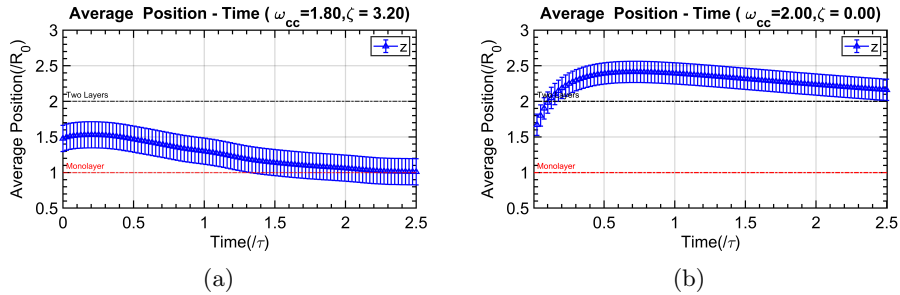 Average Position - Time ( ω_cc=1.80,ζ = 3.20)
z
3
2.5
2
1.5
1
0.5
Two Layers
Monolayer
Average Position(/R_0)
0
0.5
1
1.5
2
2.5
Time(/τ)
(a)
Average Position - Time ( ω_cc=2.00,ζ = 0.00)
z
3
2.5
2
1.5
1
0.5
Two Layers
Monolayer
Average Position(/R_0)
0.5
1
1.5
2
2.5
Time(/τ)
(b)